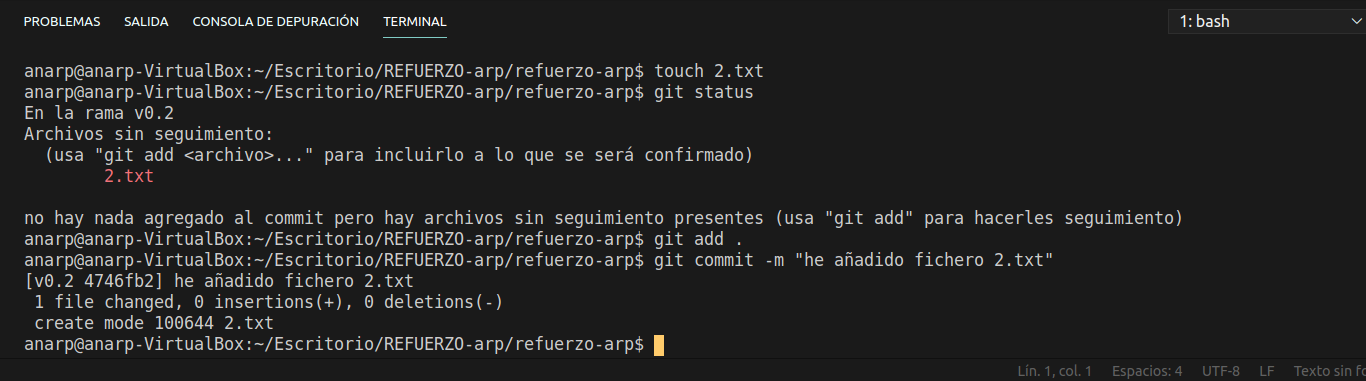 PROBLEMAS SALIDA CONSOLA DE DEPURACIÓN TERMINAL 1: bash
anarp@anarp-VirtualBox:~/Escritorio/REFUERZO-arp/refuerzo-arp$ touch 2.txt
anarp@anarp-VirtualBox:~/Escritorio/REFUERZO-arp/refuerzo-arp$ git status
En la rama v0.2
Archivos sin seguimiento:
  (usa "git add <archivo>..." para incluirlo a lo que se será confirmado)
        2.txt
no hay nada agregado al commit pero hay archivos sin seguimiento presentes (usa "git add" para hacerles seguimiento)
anarp@anarp-VirtualBox:~/Escritorio/REFUERZO-arp/refuerzo-arp$ git add .
anarp@anarp-VirtualBox:~/Escritorio/REFUERZO-arp/refuerzo-arp$ git commit -m "he añadido fichero 2.txt"
[v0.2 4746fb2] he añadido fichero 2.txt
 1 file changed, 0 insertions(+), 0 deletions(-)
 create mode 100644 2.txt
anarp@anarp-VirtualBox:~/Escritorio/REFUERZO-arp/refuerzo-arp$
Lín. 1, col. 1 Espacios: 4 UTF-8 LF Texto sin